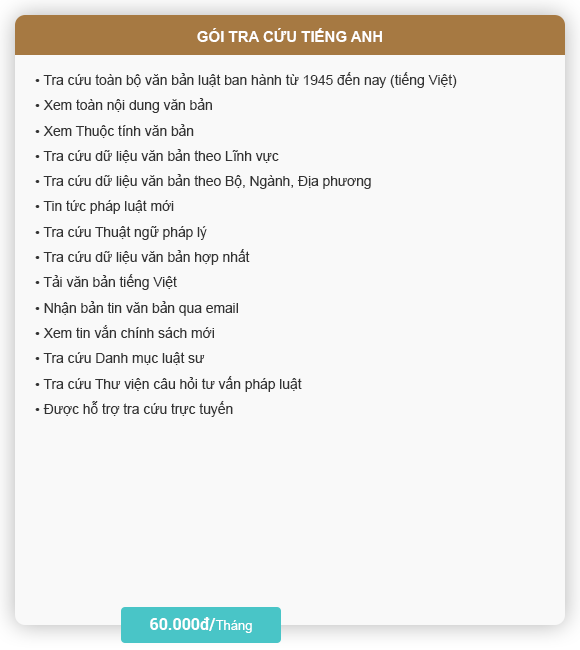 GÓI TRA CỨU TIẾNG ANH
• Tra cứu toàn bộ văn bản luật ban hành từ 1945 đến nay (tiếng Việt)
• Xem toàn nội dung văn bản
• Xem Thuộc tính văn bản
• Tra cứu dữ liệu văn bản theo Lĩnh vực
• Tra cứu dữ liệu văn bản theo Bộ, Ngành, Địa phương
• Tin tức pháp luật mới
• Tra cứu Thuật ngữ pháp lý
• Tra cứu dữ liệu văn bản hợp nhất
• Tải văn bản tiếng Việt
• Nhận bản tin văn bản qua email
• Xem tin vắn chính sách mới
• Tra cứu Danh mục luật sư
• Tra cứu Thư viện câu hỏi tư vấn pháp luật
• Được hỗ trợ tra cứu trực tuyến
60.000đ/Tháng